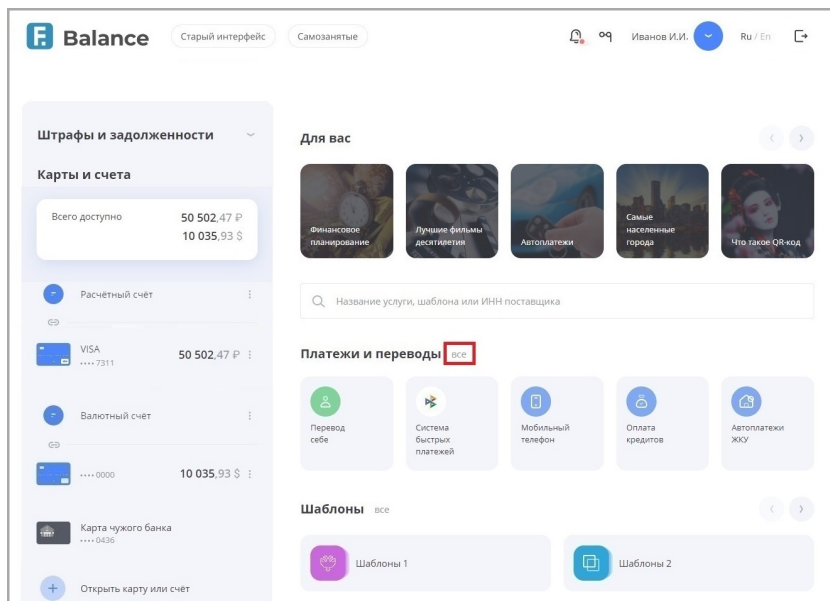 F. Balance
Старый интерфейс
Самозанятые
Иванов И.И.
Ru / En
Штрафы и задолженности
Карты и счета
Всего доступно
50 502,47 ₽
10 035,93 $
Расчётный счёт
VISA
•••• 7311
50 502,47 ₽
Валютный счёт
•••• 0000
10 035,93 $
Карта чужого банка
•••• 0436
Открыть карту или счёт
Для вас
Финансовое
планирование
Лучшие фильмы
десятилетия
Автоплатежи
Самые
населенные
города
Что такое QR-код
Название услуги, шаблона или ИНН поставщика
Платежи и переводы все
Перевод
себе
Система
быстрых
платежей
Мобильный
телефон
Оплата
кредитов
Автоплатежи
ЖКУ
Шаблоны все
Шаблоны 1
Шаблоны 2